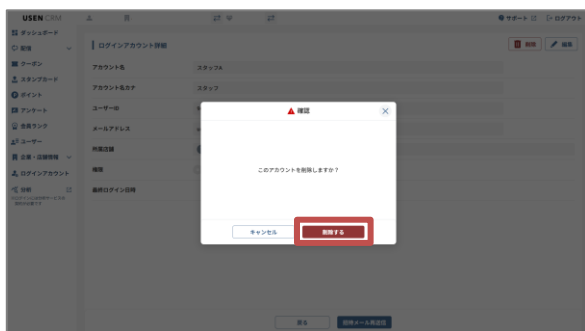 USEN CRM
サポート
ログアウト
ダッシュボード
配信
クーポン
スタンプカード
ポイント
アンケート
会員ランク
ユーザー
企業・店舗情報
ログインアカウント
分析
ログインアカウント詳細
削除
編集
アカウント名
スタッフA
アカウント名カナ
スタッフ
ユーザーID
メールアドレス
所属店舗
権限
最終ログイン日時
確認
このアカウントを削除しますか？
キャンセル
削除する
戻る
招待メール再送信